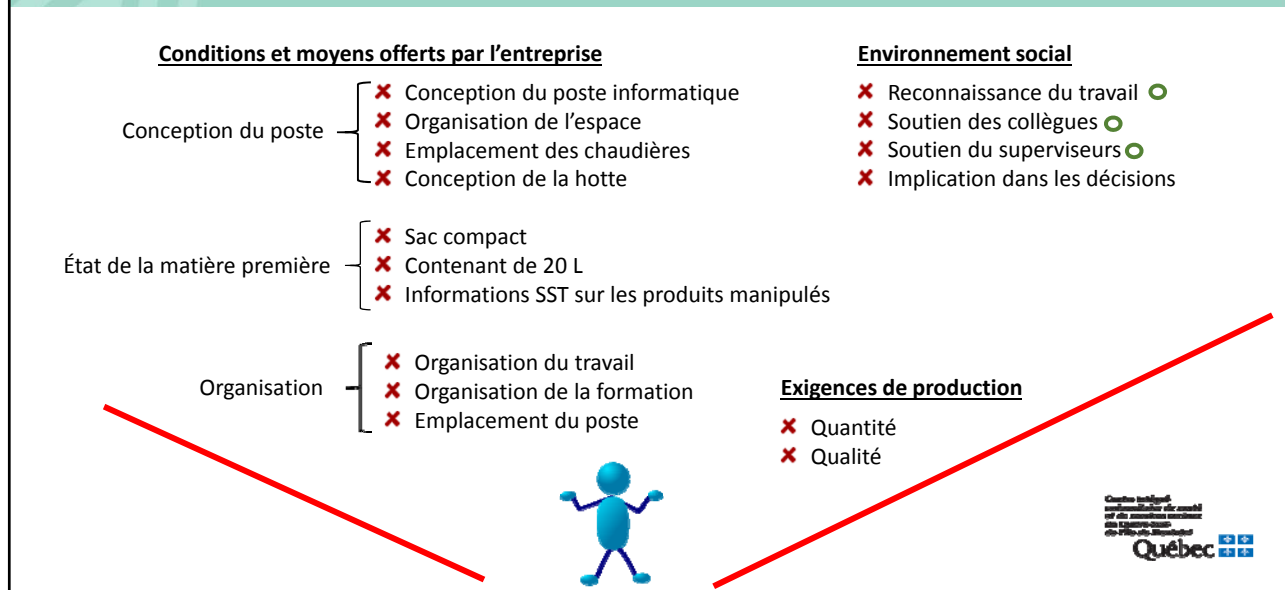 Conditions et moyens offerts par l'entreprise
Conception du poste
Conception du poste informatique
Organisation de l'espace
Emplacement des chaudières
Conception de la hotte
État de la matière première
Sac compact
Contenant de 20 L
Informations SST sur les produits manipulés
Organisation
Organisation du travail
Organisation de la formation
Emplacement du poste
Environnement social
Reconnaissance du travail
Soutien des collègues
Soutien du superviseurs
Implication dans les décisions
Exigences de production
Quantité
Qualité
Québec